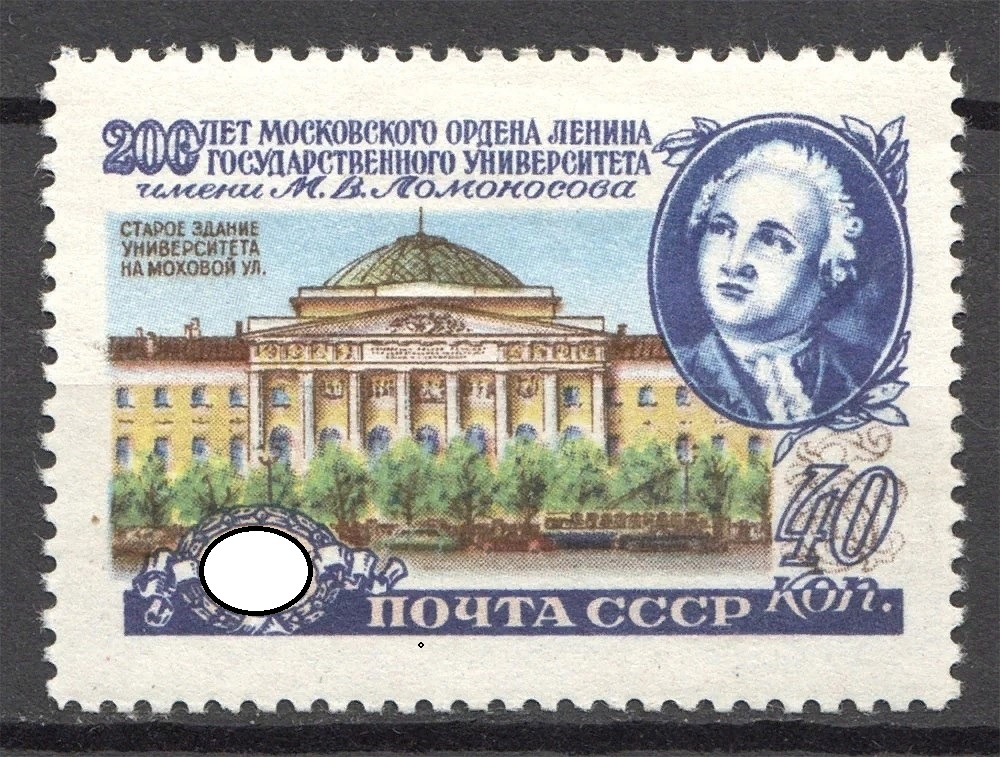 200 ЛЕТ МОСКОВСКОГО ОРДЕНА ЛЕНИНА
ГОСУДАРСТВЕННОГО УНИВЕРСИТЕТА
имени М. В. Ломоносова
СТАРОЕ ЗДАНИЕ
УНИВЕРСИТЕТА
НА МОХОВОЙ УЛ.
40
коп.
ПОЧТА СССР